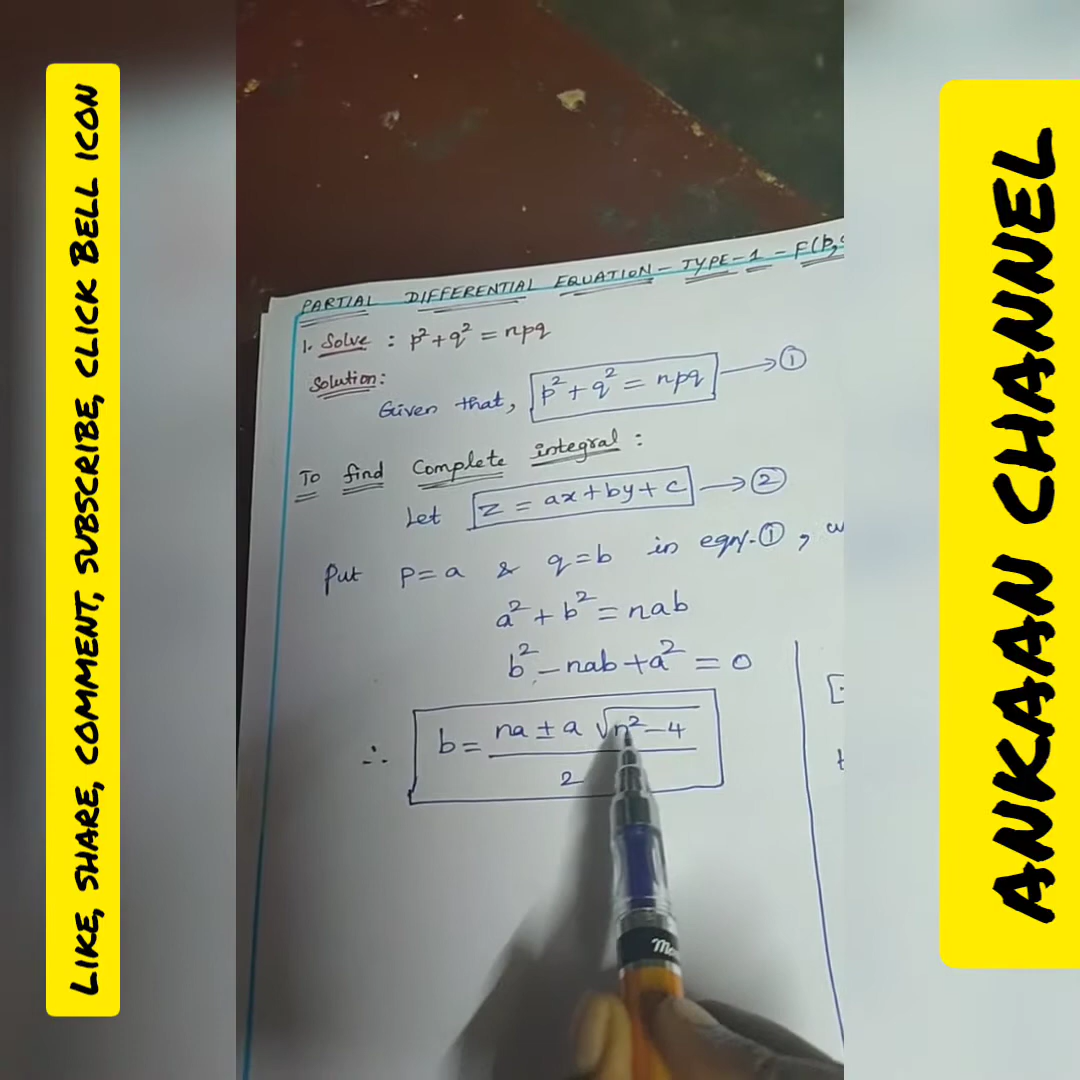 LIKE, SHARE, COMMENT, SUBSCRIBE, CLICK BELL ICON
PARTIAL DIFFERENTIAL EQUATION - TYPE - 1 - F(p,
1. Solve : p² + q² = npq
Solution:
Given that, p² + q² = npq → ①
To find Complete integral :
Let z = ax + by + c → ②
Put p = a & q = b in eqn. ① ,
a² + b² = nab
b² - nab + a² = 0
∴ b = (na ± a √(n² - 4)) / 2
ANKAAN CHANNEL